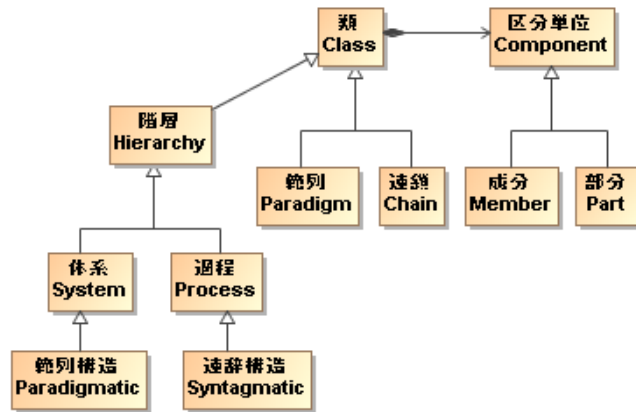 類
Class
区分単位
Component
階層
Hierarchy
範列
Paradigm
連鎖
Chain
成分
Member
部分
Part
体系
System
過程
Process
範列構造
Paradigmatic
連辞構造
Syntagmatic